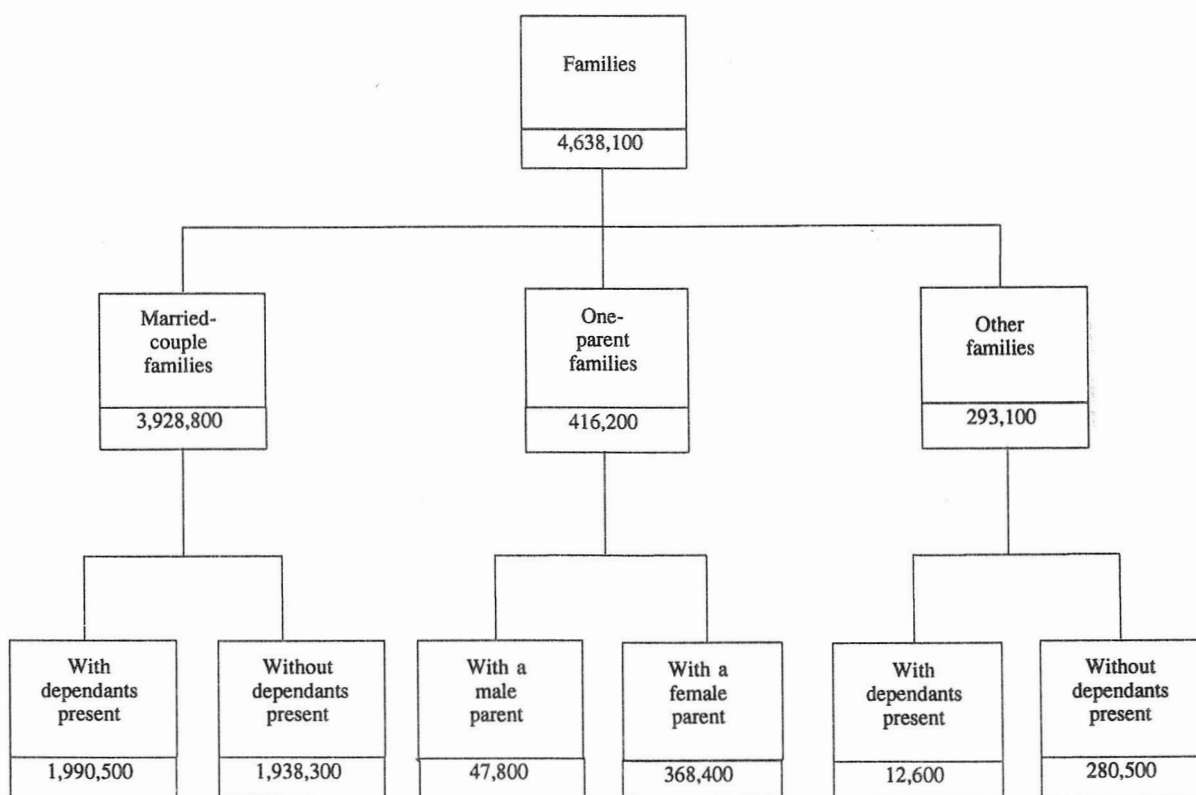 Families
4,638,100
Married-
couple
families
3,928,800
One-
parent
families
416,200
Other
families
293,100
With
dependants
present
1,990,500
Without
dependants
present
1,938,300
With a
male
parent
47,800
With a
female
parent
368,400
With
dependants
present
12,600
Without
dependants
present
280,500